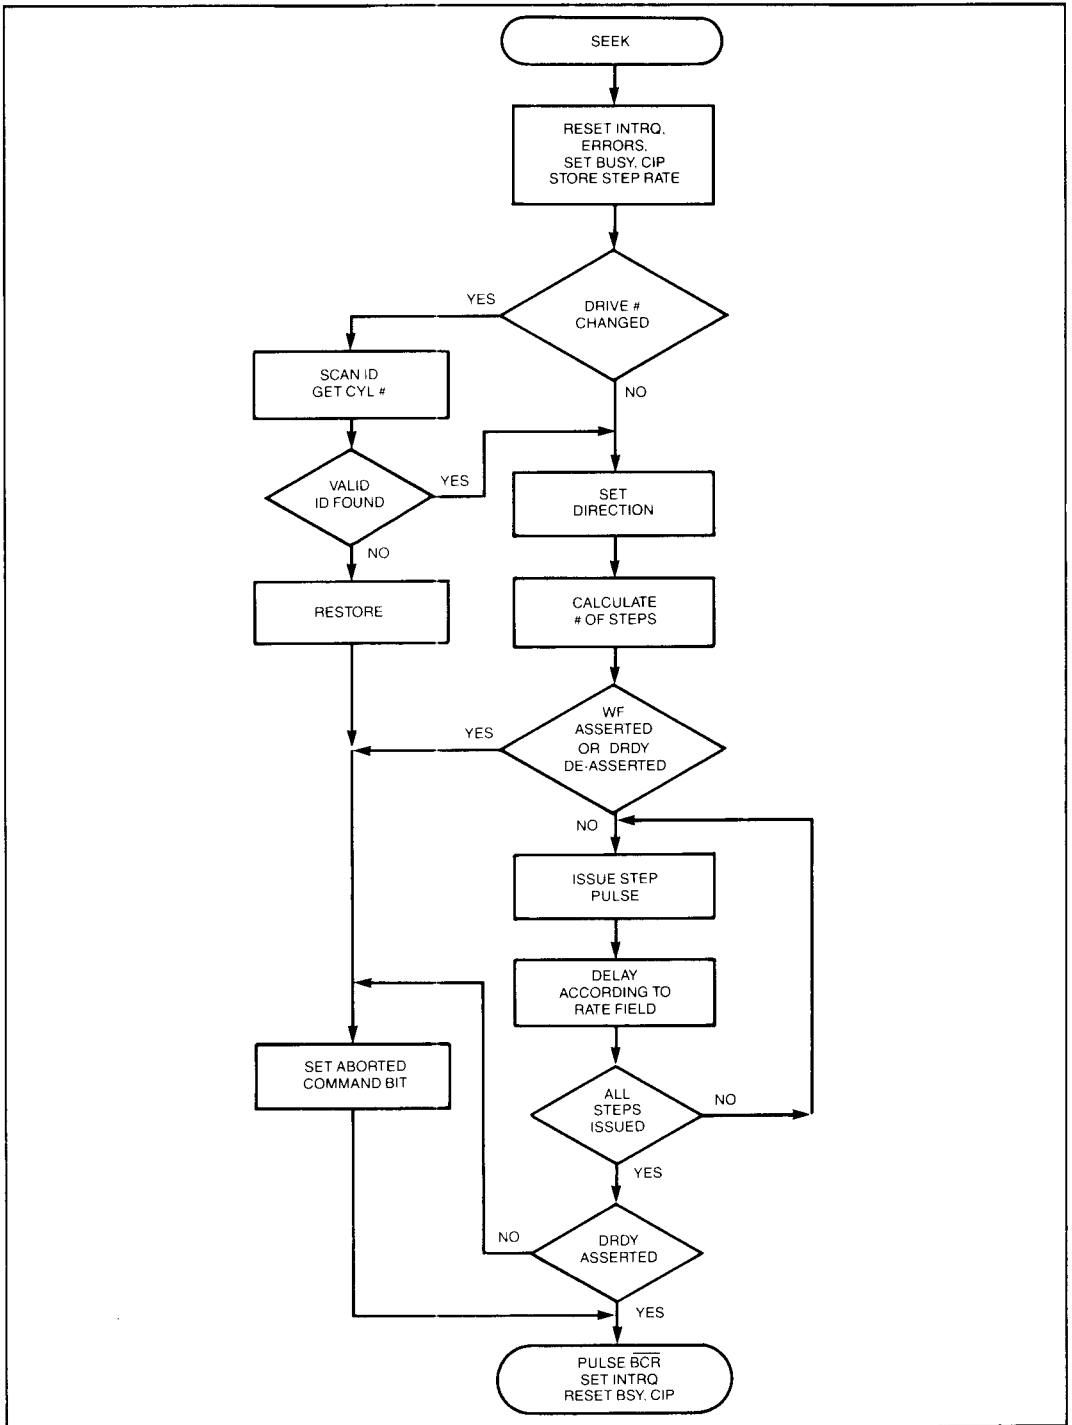 SEEK
RESET INTRQ,
ERRORS,
SET BUSY, CIP
STORE STEP RATE
YES
DRIVE #
CHANGED
SCAN ID
GET CYL #
NO
VALID
ID FOUND
YES
SET
DIRECTION
NO
RESTORE
CALCULATE
# OF STEPS
YES
WF
ASSERTED
OR DRDY
DE-ASSERTED
NO
ISSUE STEP
PULSE
DELAY
ACCORDING TO
RATE FIELD
SET ABORTED
COMMAND BIT
ALL
STEPS
ISSUED
NO
YES
NO
DRDY
ASSERTED
YES
PULSE B̅C̅R̅
SET INTRQ
RESET BSY, CIP